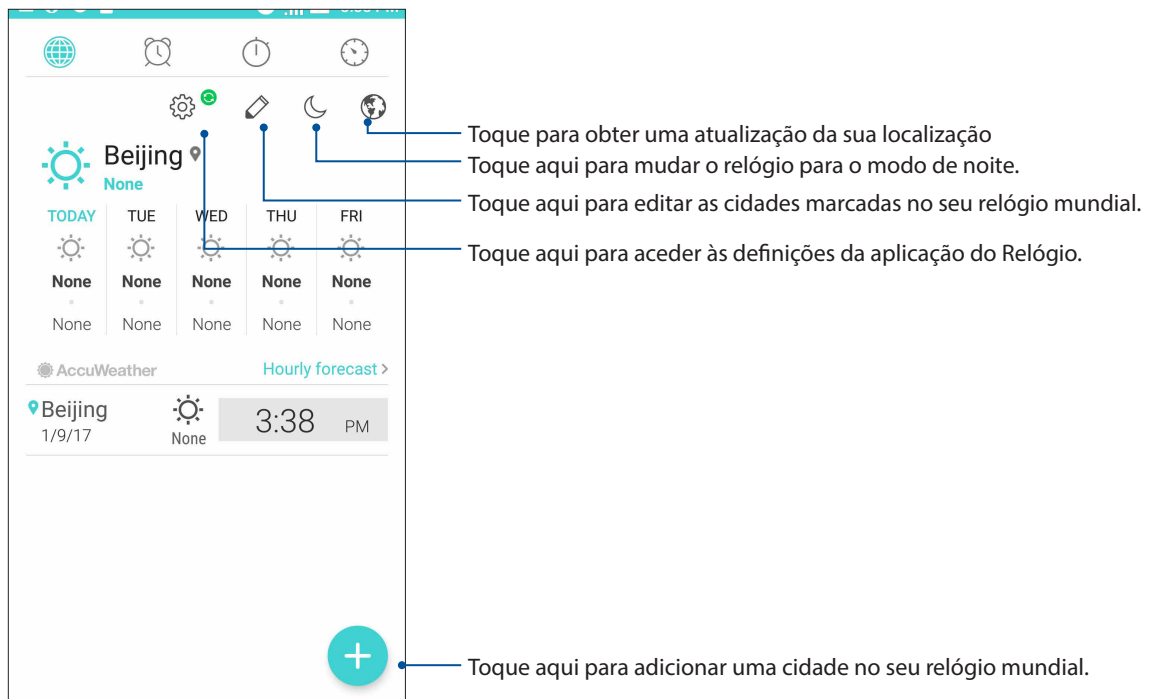 Toque para obter uma atualização da sua localização
Toque aqui para mudar o relógio para o modo de noite.
Beijing
None
Toque aqui para editar as cidades marcadas no seu relógio mundial.
TODAY TUE WED THU FRI
Toque aqui para aceder às definições da aplicação do Relógio.
None None None None None
None None None None None
AccuWeather Hourly forecast >
Beijing
1/9/17 None 3:38 PM
Toque aqui para adicionar uma cidade no seu relógio mundial.